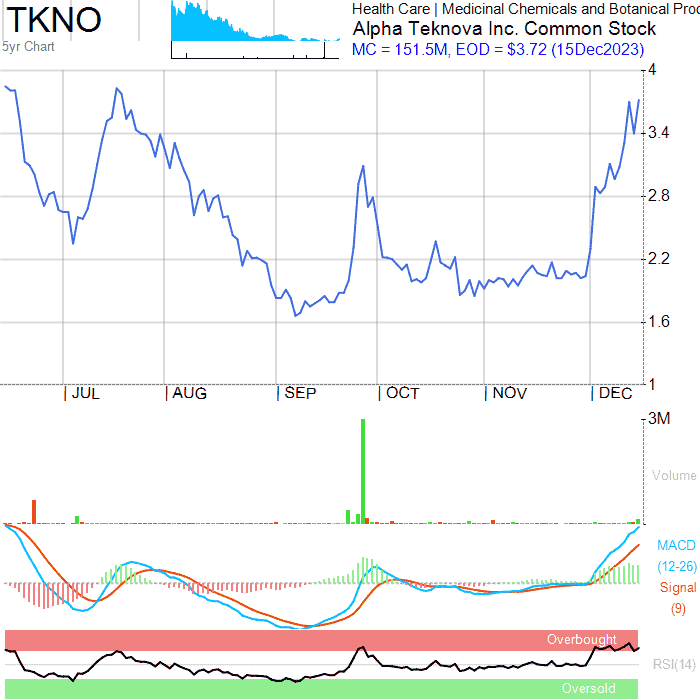 TKNO
5yr Chart
Health Care | Medicinal Chemicals and Botanical Proc
Alpha Teknova Inc. Common Stock
MC = 151.5M, EOD = $3.72 (15Dec2023)
4
3.4
2.8
2.2
1.6
1
JUL AUG SEP OCT NOV DEC
3M
Volume
MACD
(12-26)
Signal
(9)
Overbought
RSI(14)
Oversold